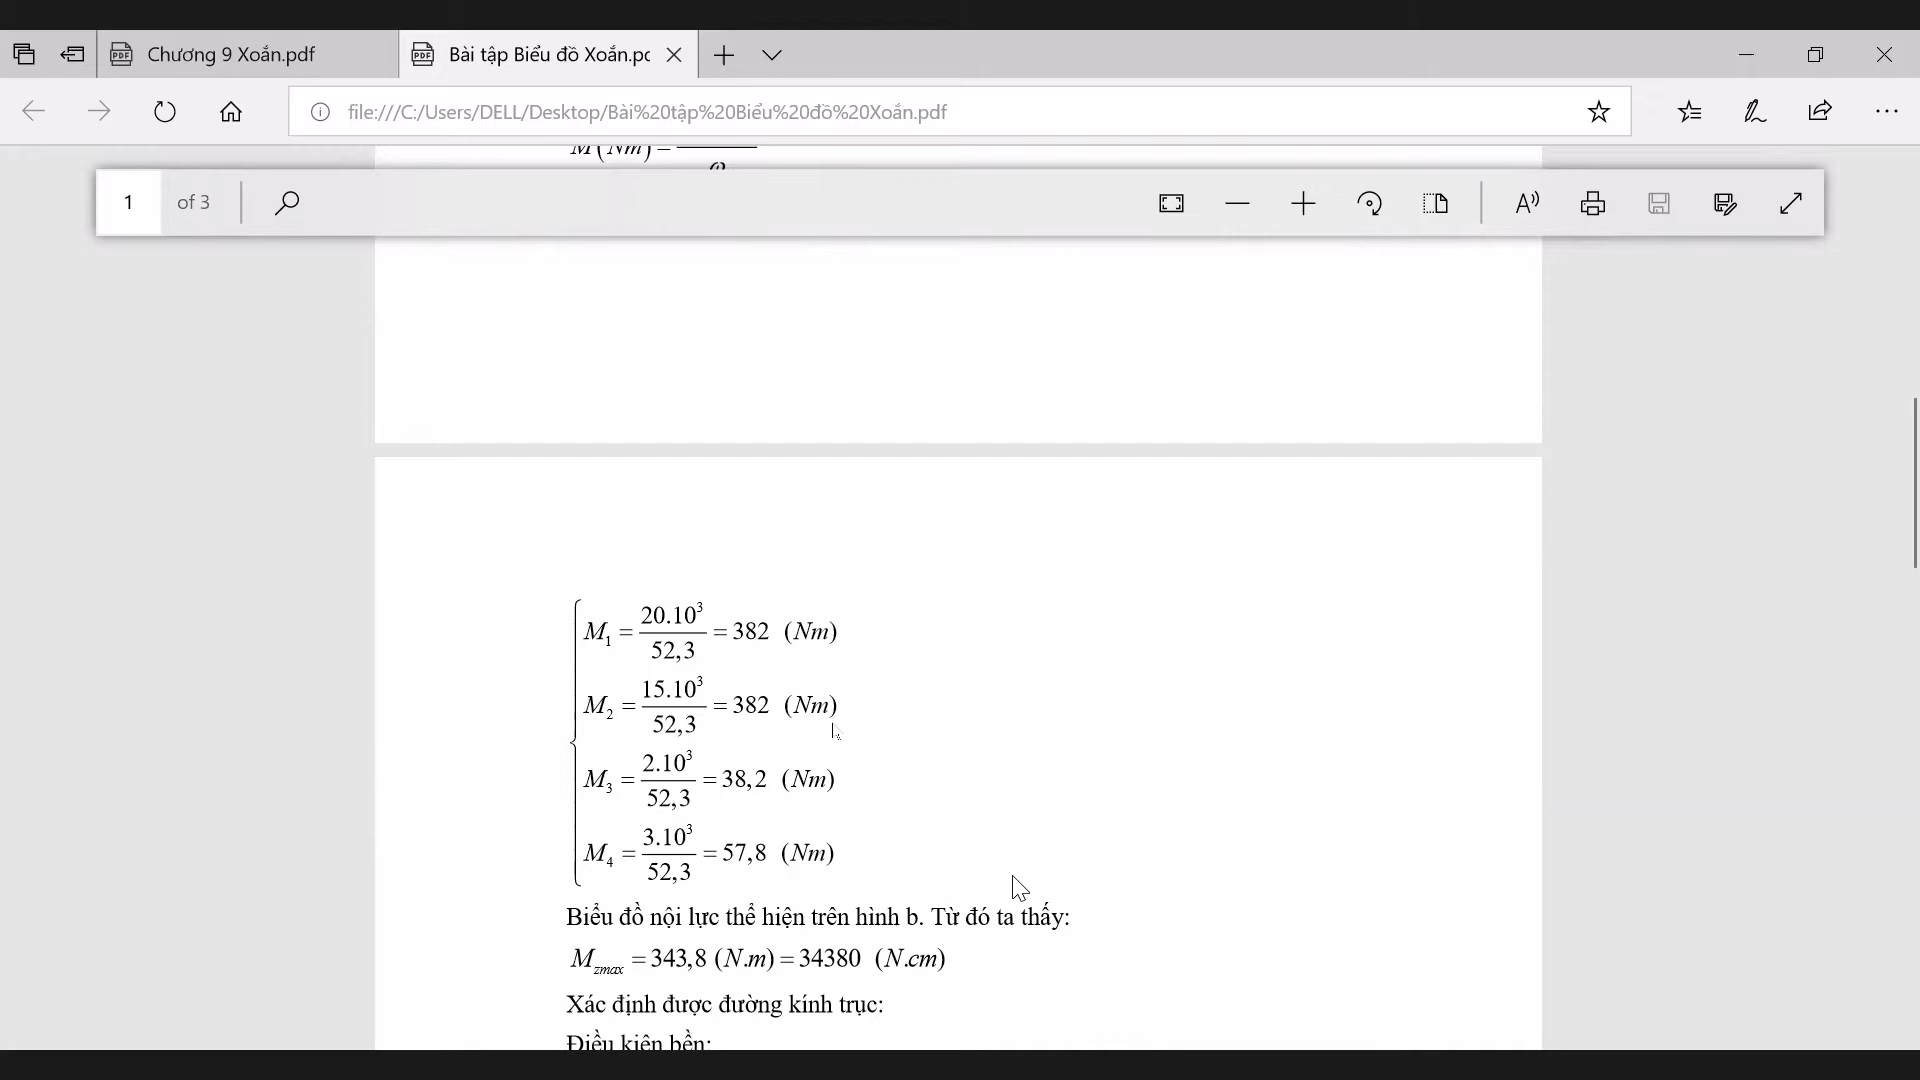 Chương 9 Xoắn.pdf
Bài tập Biểu đồ Xoắn.pc
file:///C:/Users/DELL/Desktop/Bài%20tập%20Biểu%20đồ%20Xoắn.pdf
M(Nm)=
ω
1 of 3
M₁ = 20.10³/52,3 = 382 (Nm)
M₂ = 15.10³/52,3 = 382 (Nm)
M₃ = 2.10³/52,3 = 38,2 (Nm)
M₄ = 3.10³/52,3 = 57,8 (Nm)
Biểu đồ nội lực thể hiện trên hình b. Từ đó ta thấy:
M_zmax = 343,8 (N.m) = 34380 (N.cm)
Xác định được đường kính trục:
Điều kiện bền: